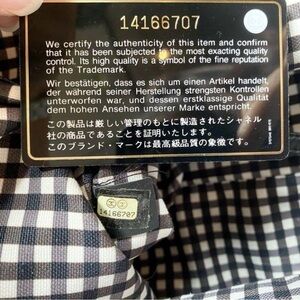 14166707
We certify the authenticity of this item and confirm
that it has been subjected to the most exacting quality
control. Its high quality is a symbol of the fine reputation
of the Trademark.
Wir bestätigen, dass es sich um einen Artikel handelt,
der während seiner Herstellung strengsten Kontrollen
unterworfen war, und dessen erstklassige Qualität
dem hohen Ansehen unserer Marke entspricht.
この製品は厳しい管理のもとに製造されたシャネル
社の商品であることを証明いたします。
このブランド・マークは最高級品質の象徴です。
14166707